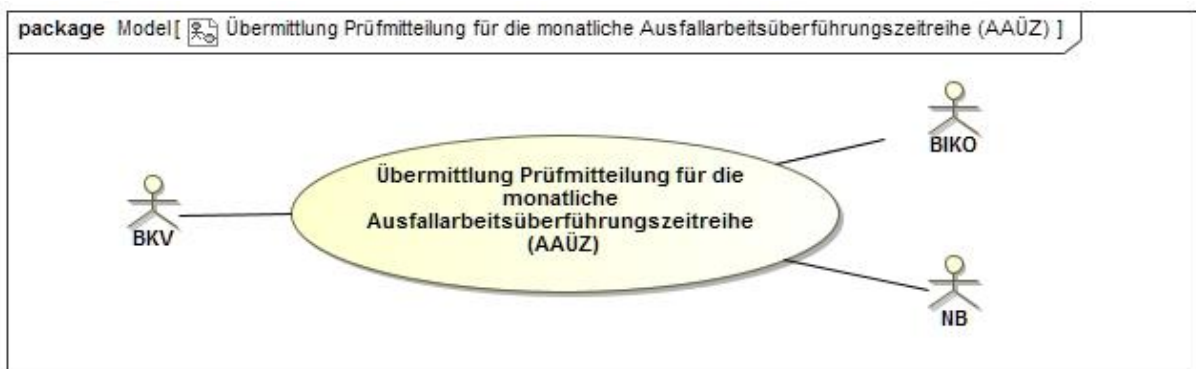 package Model[ Übermittlung Prüfmitteilung für die monatliche Ausfallarbeitsüberführungszeitreihe (AAÜZ) ]
BIKO
Übermittlung Prüfmitteilung für die
monatliche
Ausfallarbeitsüberführungszeitreihe
(AAÜZ)
BKV
NB